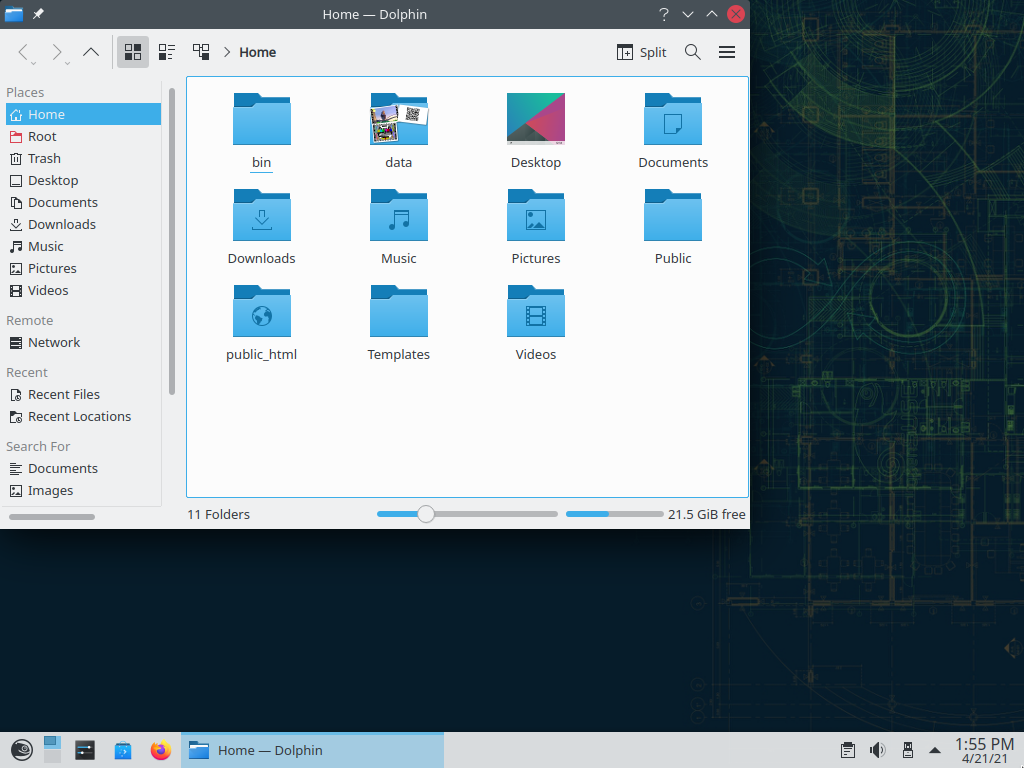 Home — Dolphin
Home
Split
Places
Home
Root
Trash
Desktop
Documents
Downloads
Music
Pictures
Videos
Remote
Network
Recent
Recent Files
Recent Locations
Search For
Documents
Images
bin
data
Desktop
Documents
Downloads
Music
Pictures
Public
public_html
Templates
Videos
11 Folders
21.5 GiB free
Home — Dolphin
1:55 PM
4/21/21